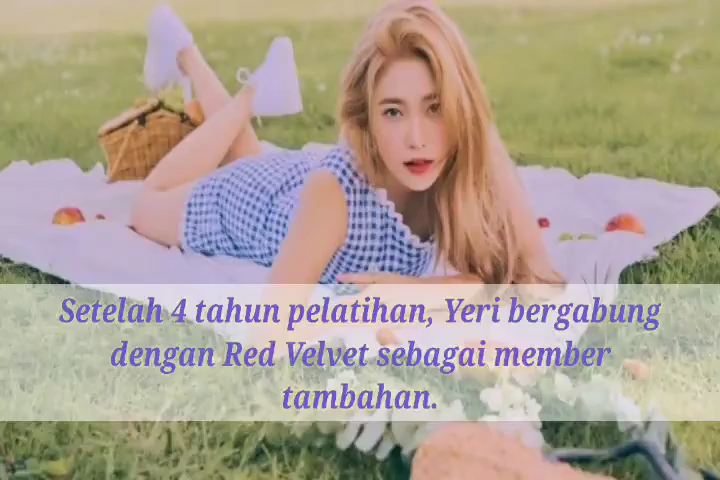 Setelah 4 tahun pelatihan, Yeri bergabung
dengan Red Velvet sebagai member
tambahan.